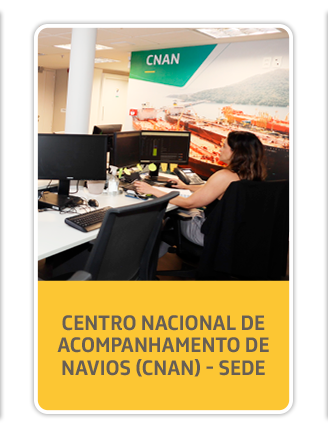 CNAN
CENTRO NACIONAL DE
ACOMPANHAMENTO DE
NAVIOS (CNAN) - SEDE